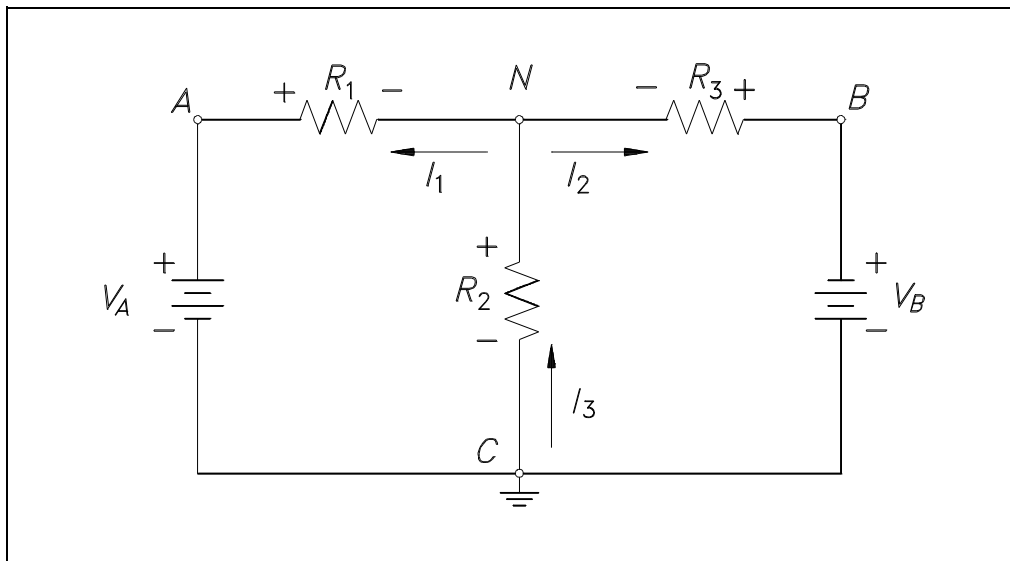 A + R1 - N - R3 + B
I1 I2
+ + +
VA R2 VB
- - -
I3
C